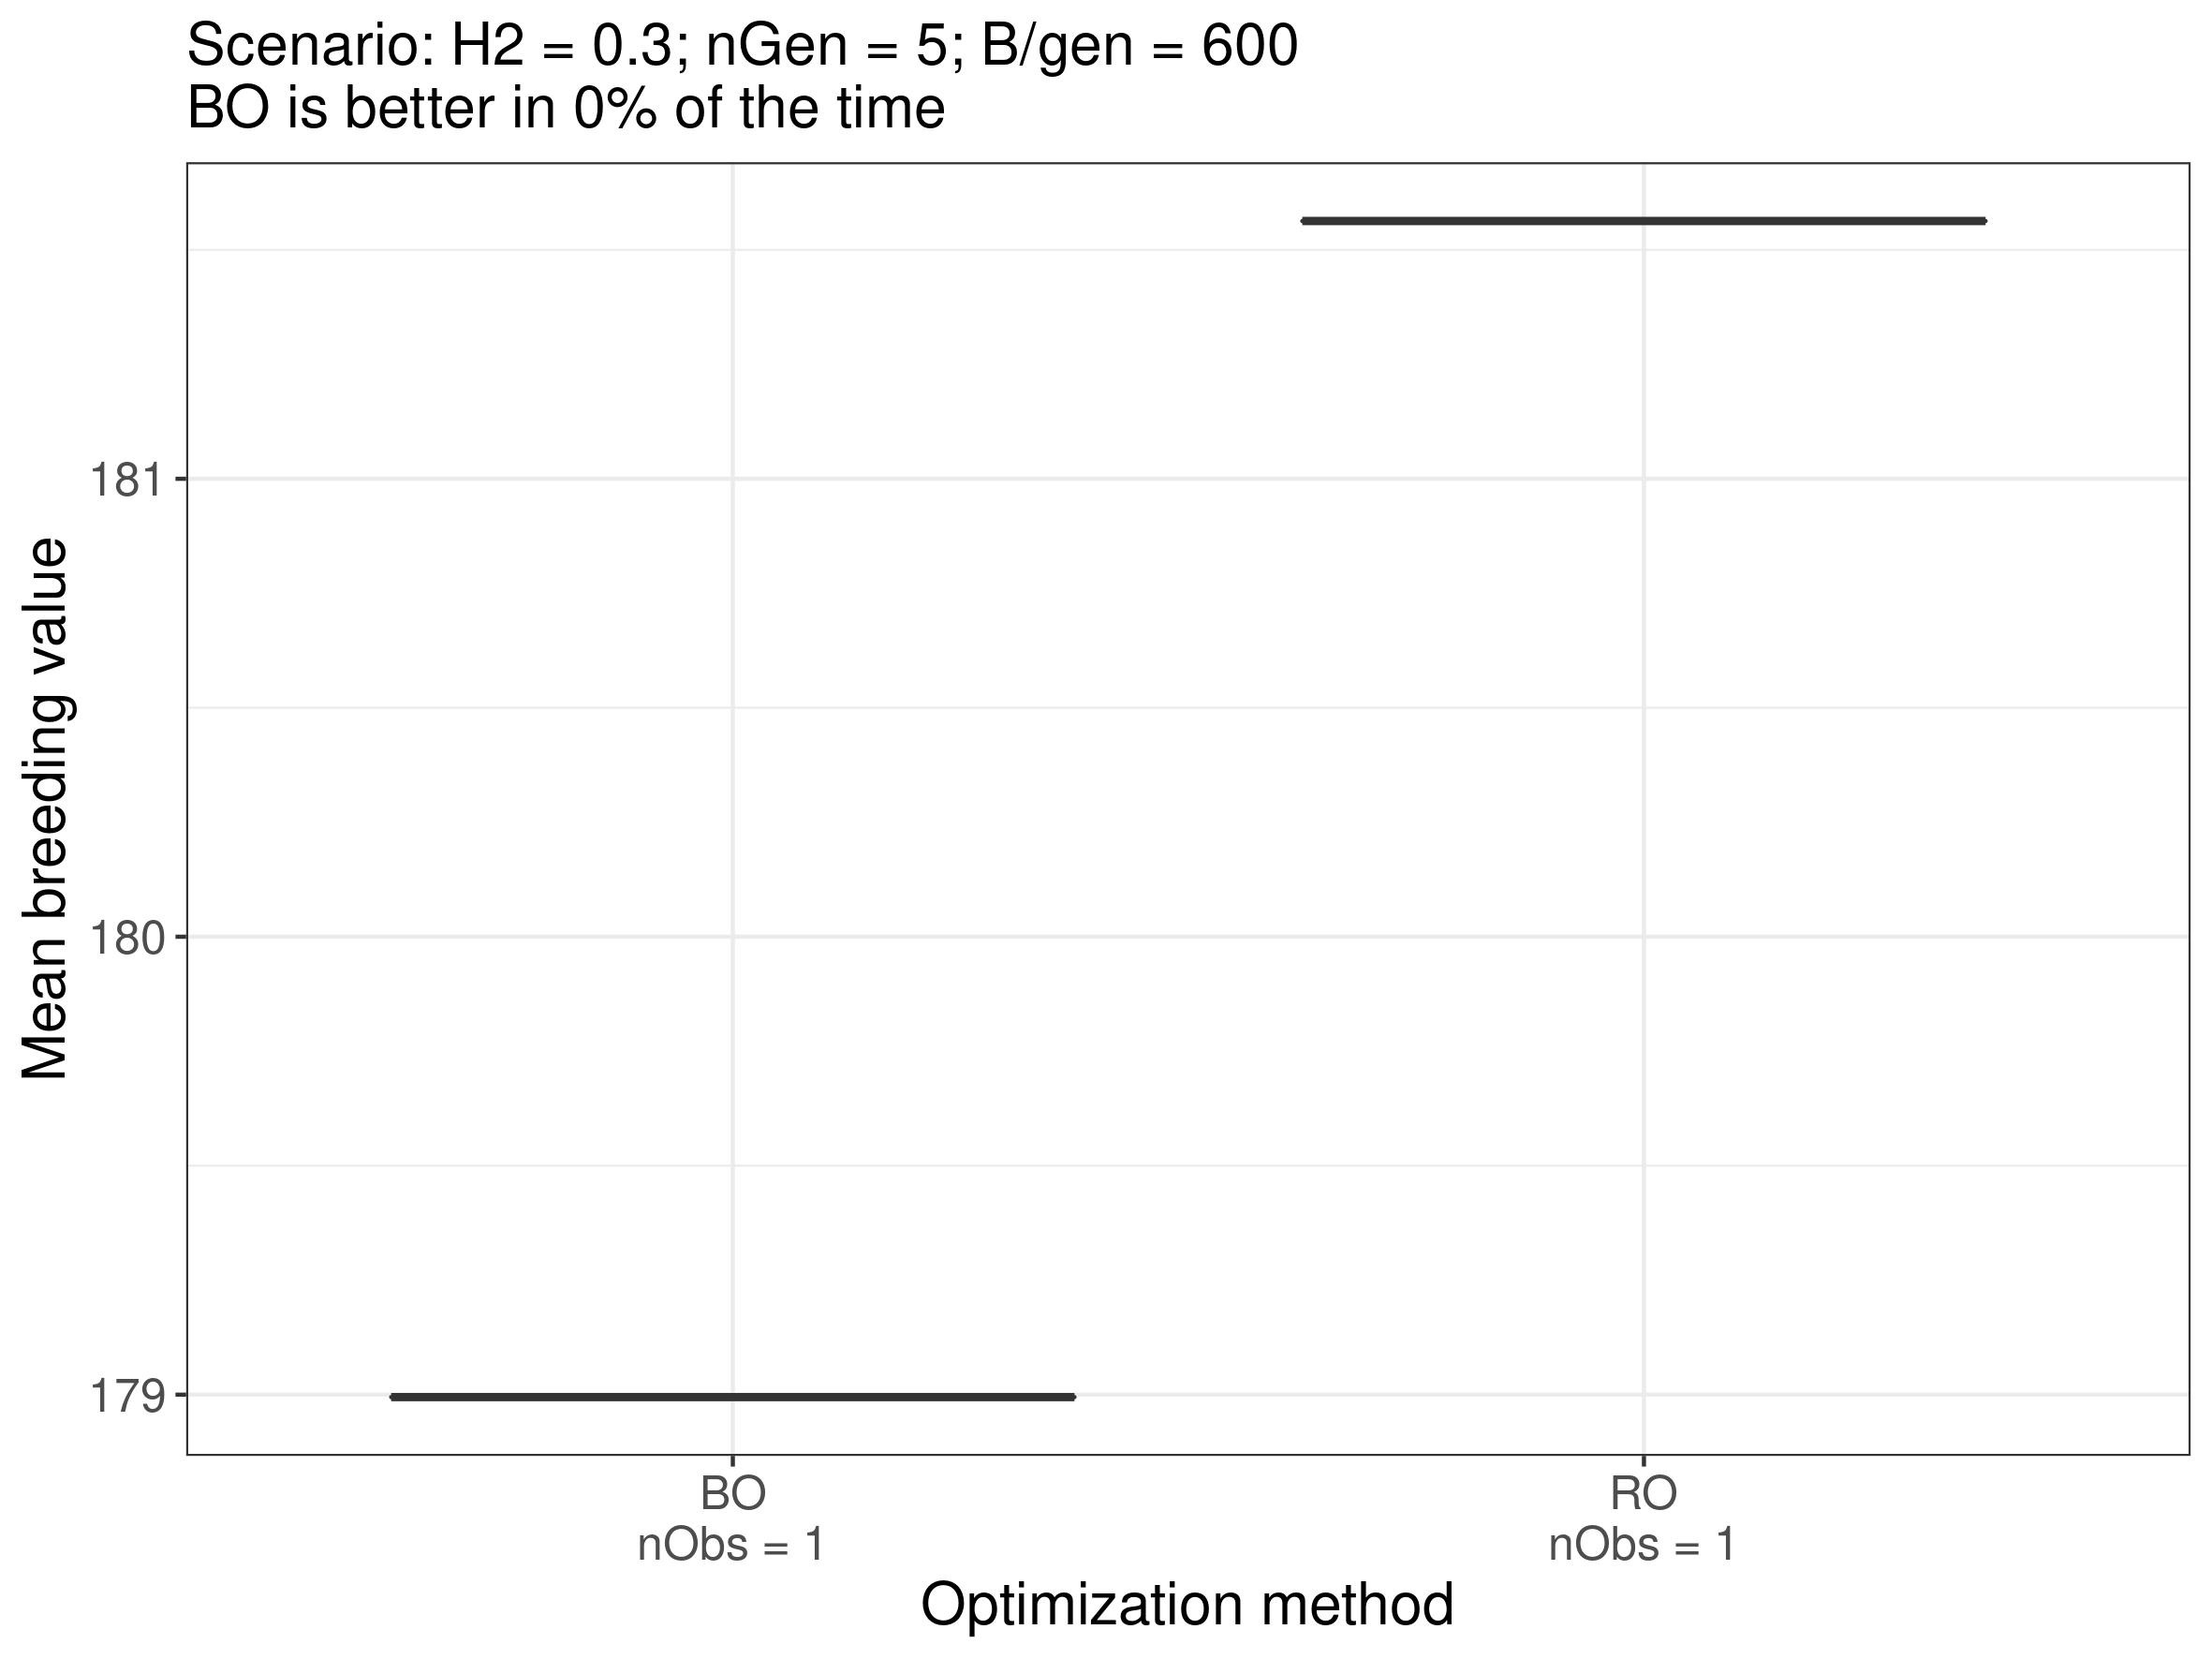 Scenario: H2 = 0.3; nGen = 5; B/gen = 600
BO is better in 0% of the time
Mean breeding value
181
180
179
BO
nObs = 1
RO
nObs = 1
Optimization method